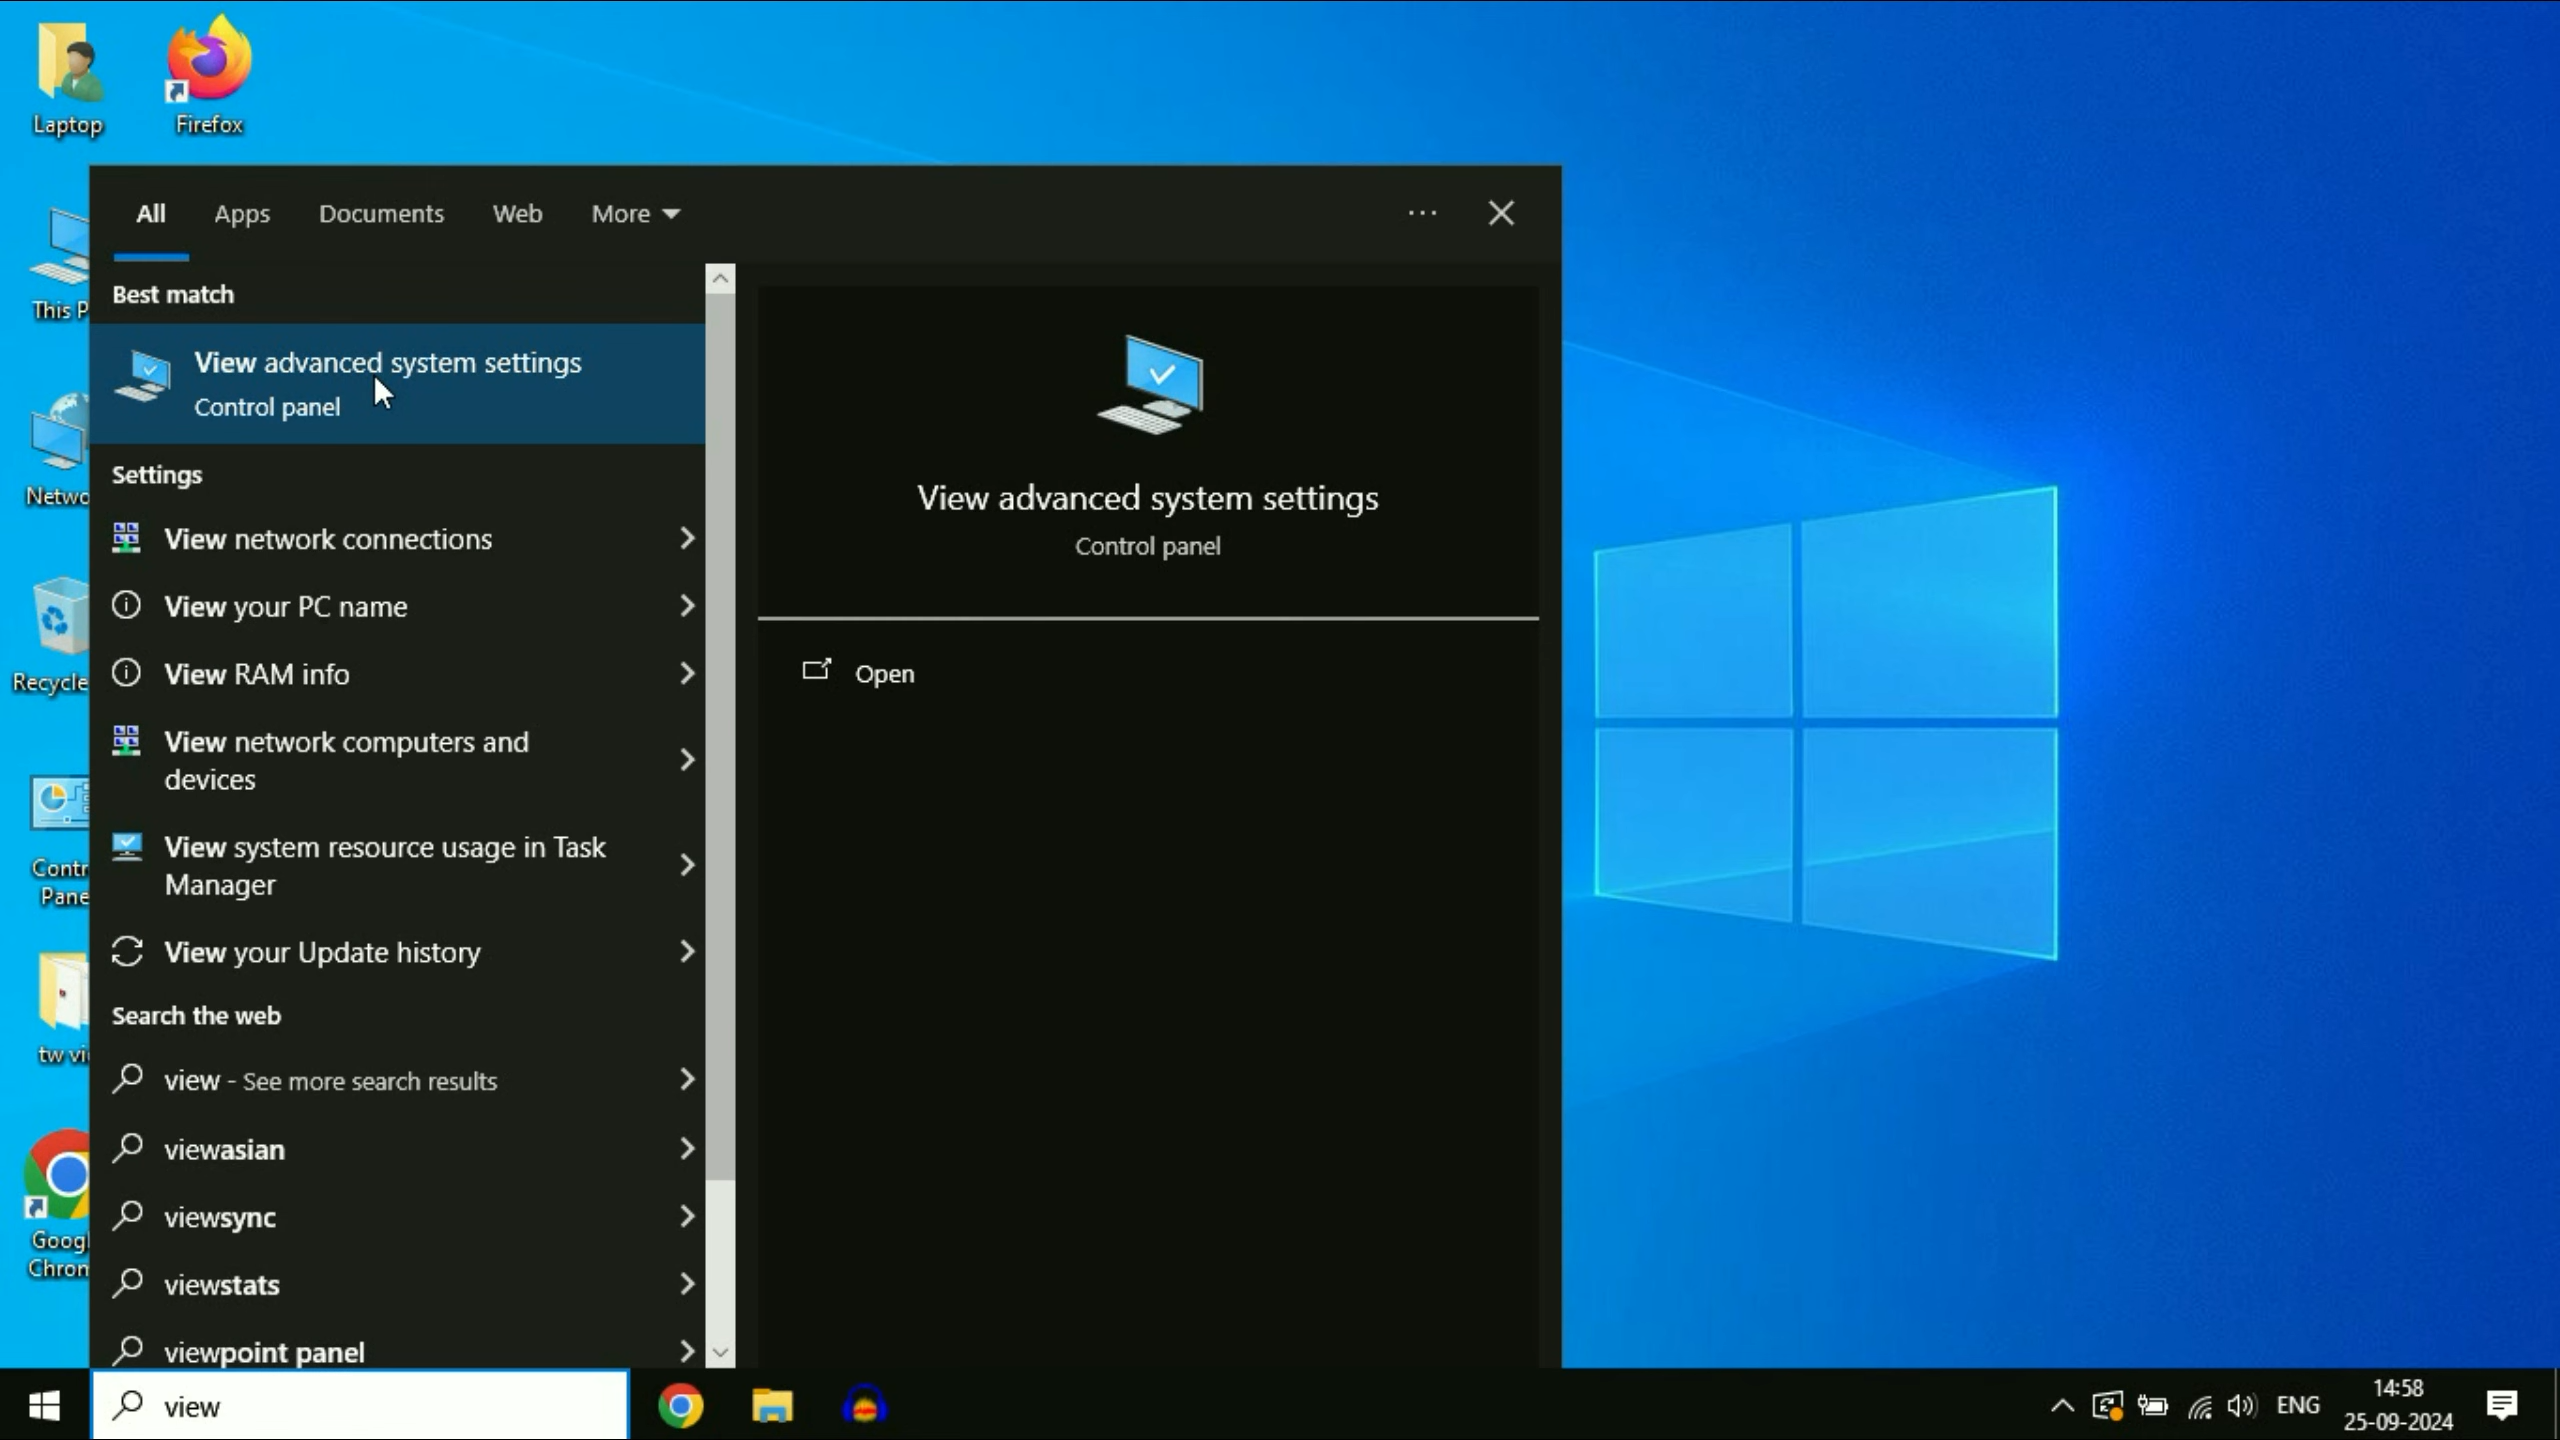 Laptop
Firefox
This P
Netwo
Recycle
Contr
Pane
tw vi
Googl
Chrom
All Apps Documents Web More
Best match
View advanced system settings
Control panel
Settings
View network connections
View your PC name
View RAM info
View network computers and
devices
View system resource usage in Task
Manager
View your Update history
Search the web
view - See more search results
viewasian
viewsync
viewstats
viewpoint panel
View advanced system settings
Control panel
Open
view
ENG
14:58
25-09-2024